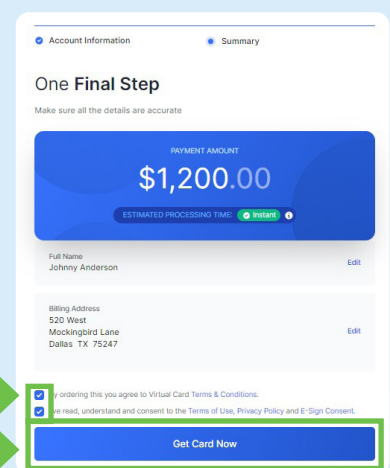 Account Information
Summary
One Final Step
Make sure all the details are accurate
PAYMENT AMOUNT
$1,200.00
ESTIMATED PROCESSING TIME: Instant
Full Name
Johnny Anderson
Edit
Billing Address
520 West
Mockingbird Lane
Dallas TX 75247
Edit
y ordering this you agree to Virtual Card Terms & Conditions.
ve read, understand and consent to the Terms of Use, Privacy Policy and E-Sign Consent.
Get Card Now